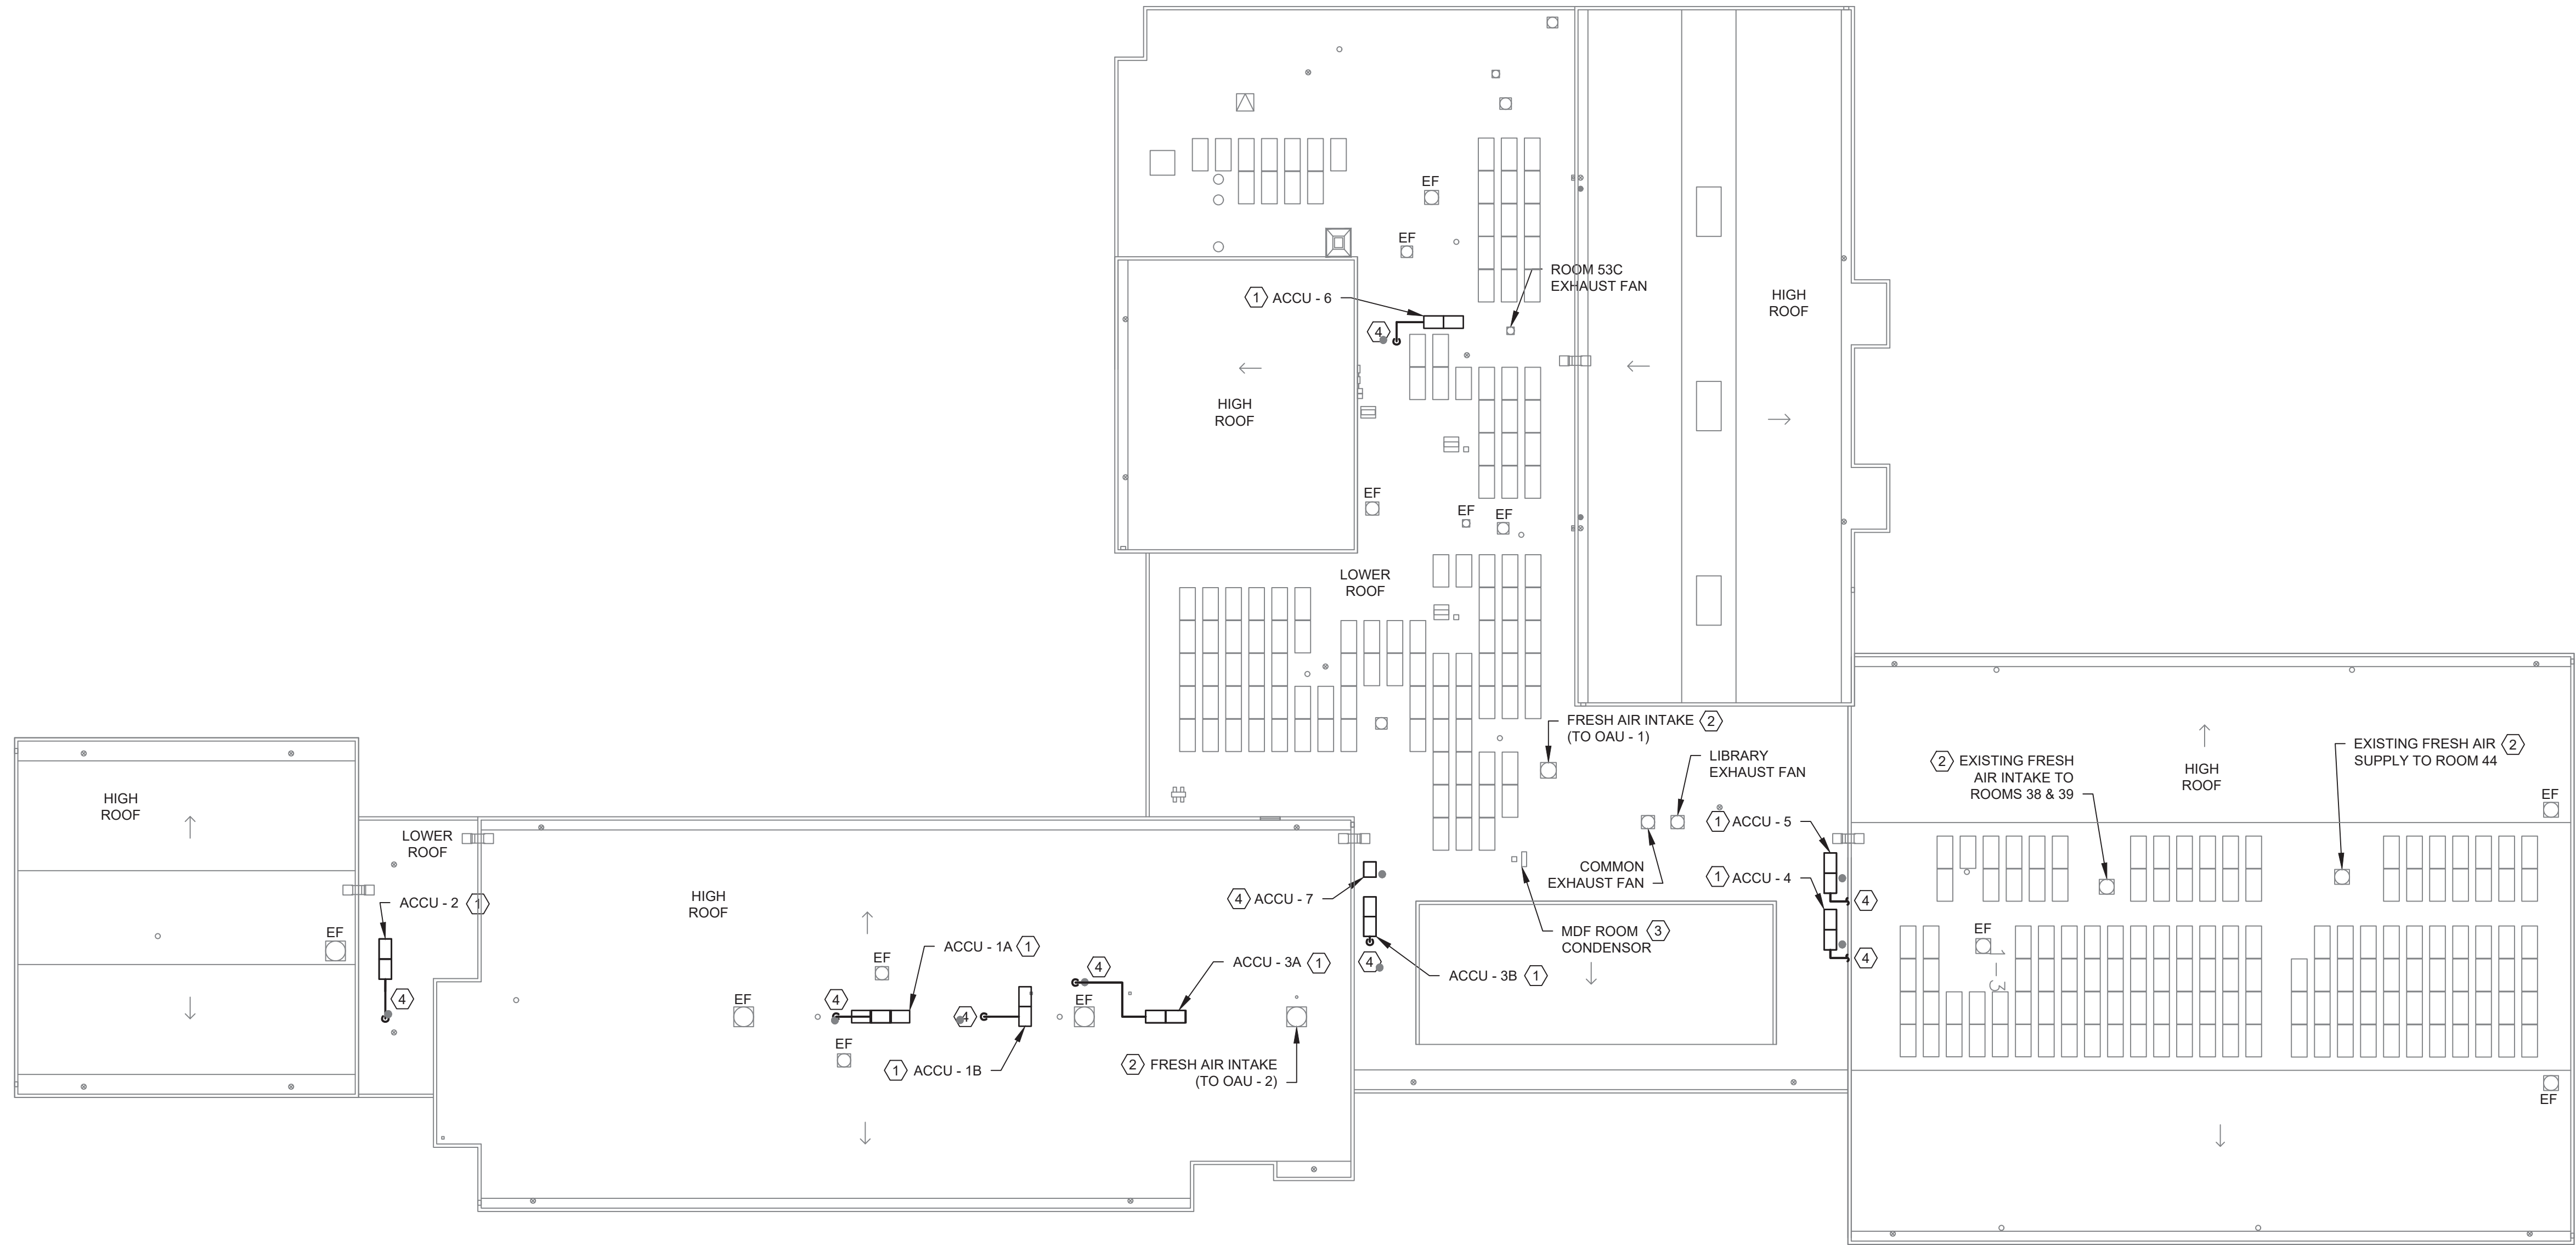 EF
EF
ROOM 53C
EXHAUST FAN
1 ACCU - 6
4
HIGH
ROOF
HIGH
ROOF
EF
EF
EF
LOWER
ROOF
FRESH AIR INTAKE 2
(TO OAU - 1)
LIBRARY
EXHAUST FAN
COMMON
EXHAUST FAN
1 ACCU - 5
1 ACCU - 4
4
4
MDF ROOM 3
CONDENSOR
2 EXISTING FRESH
AIR INTAKE TO
ROOMS 38 & 39
EXISTING FRESH AIR 2
SUPPLY TO ROOM 44
HIGH
ROOF
EF
EF
1 - 3
EF
HIGH
ROOF
EF
LOWER
ROOF
ACCU - 2 1
4
HIGH
ROOF
EF
EF
EF
4
ACCU - 1A 1
4
1 ACCU - 1B
4
EF
ACCU - 3A 1
2 FRESH AIR INTAKE
(TO OAU - 2)
4 ACCU - 7
4
ACCU - 3B 1